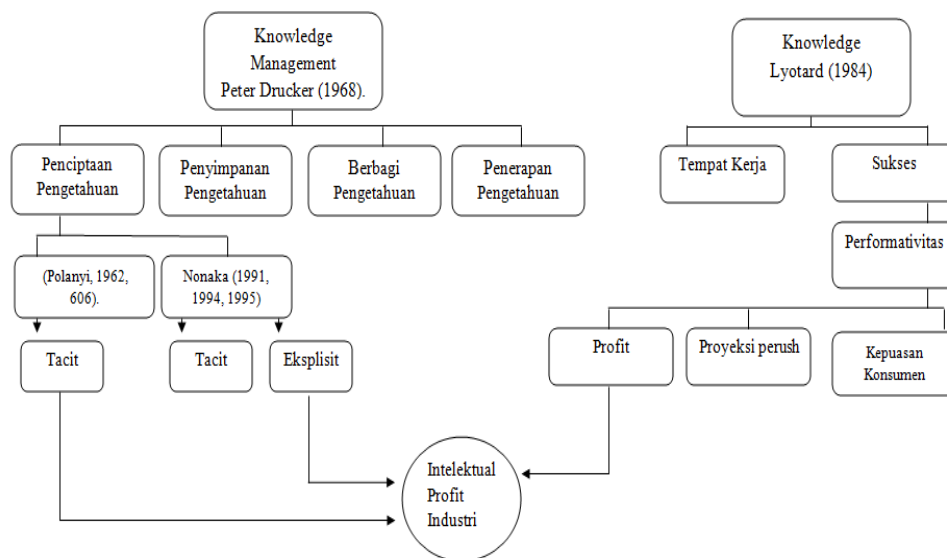 Knowledge
Management
Peter Drucker (1968).
Knowledge
Lyotard (1984)
Penciptaan
Pengetahuan
Penyimpanan
Pengetahuan
Berbagi
Pengetahuan
Penerapan
Pengetahuan
Tempat Kerja
Sukses
Performativitas
(Polanyi, 1962,
606).
Nonaka (1991,
1994, 1995)
Tacit
Tacit
Eksplisit
Profit
Proyeksi perush
Kepuasan
Konsumen
Intelektual
Profit
Industri